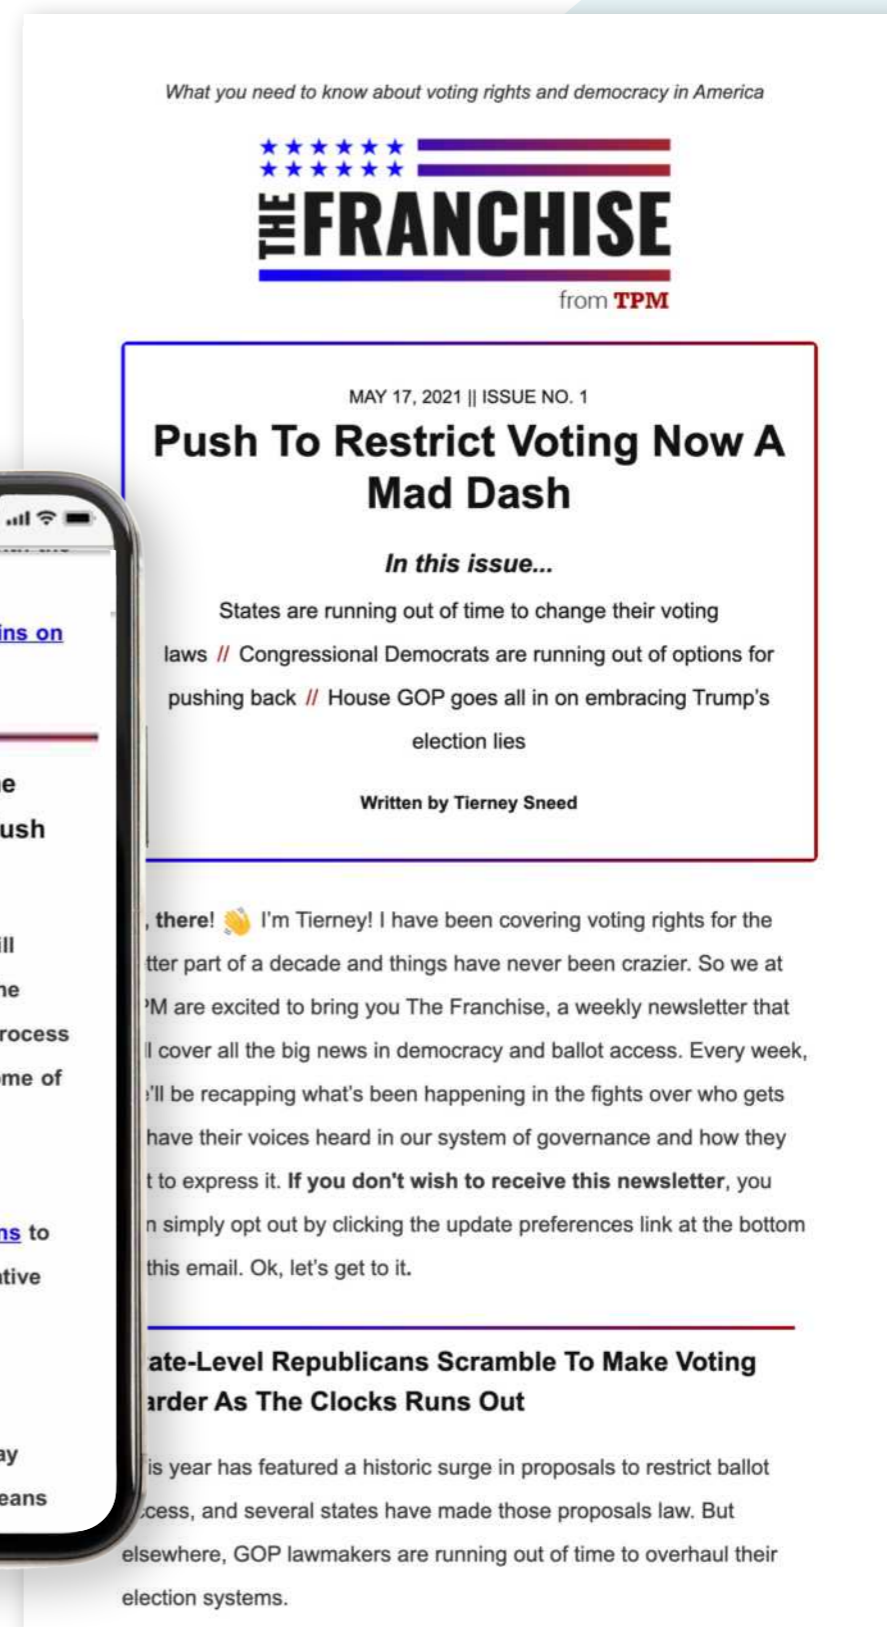 What you need to know about voting rights and democracy in America
THE FRANCHISE
from TPM
MAY 17, 2021 || ISSUE NO. 1
Push To Restrict Voting Now A
Mad Dash
In this issue...
States are running out of time to change their voting
laws // Congressional Democrats are running out of options for
pushing back // House GOP goes all in on embracing Trump's
election lies
Written by Tierney Sneed
, there! 👋 I'm Tierney! I have been covering voting rights for the
tter part of a decade and things have never been crazier. So we at
PM are excited to bring you The Franchise, a weekly newsletter that
l cover all the big news in democracy and ballot access. Every week,
e'll be recapping what's been happening in the fights over who gets
have their voices heard in our system of governance and how they
t to express it. If you don't wish to receive this newsletter, you
n simply opt out by clicking the update preferences link at the bottom
this email. Ok, let's get to it.
ate-Level Republicans Scramble To Make Voting
arder As The Clocks Runs Out
is year has featured a historic surge in proposals to restrict ballot
cess, and several states have made those proposals law. But
elsewhere, GOP lawmakers are running out of time to overhaul their
election systems.
ins on
e
ush
ill
he
rocess
me of
ns to
ative
ay
eans